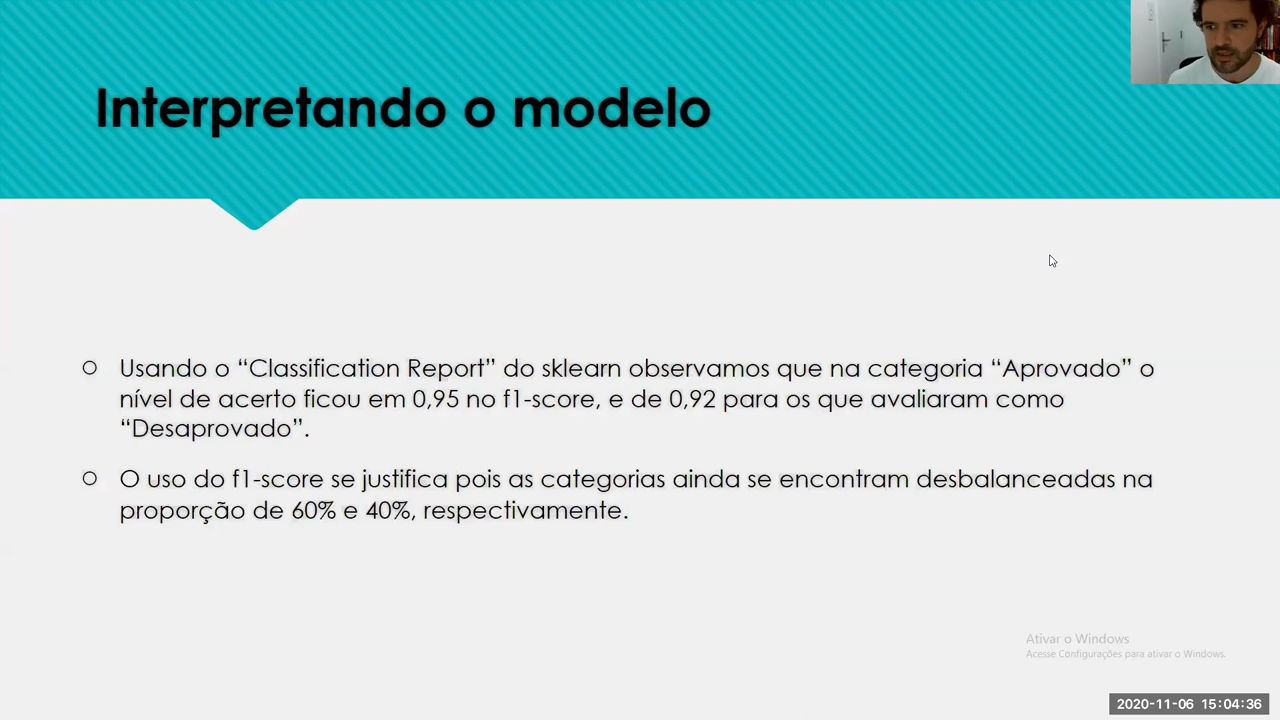 Interpretando o modelo
Usando o “Classification Report” do sklearn observamos que na categoria “Aprovado” o
nível de acerto ficou em 0,95 no f1-score, e de 0,92 para os que avaliaram como
“Desaprovado”.
O uso do f1-score se justifica pois as categorias ainda se encontram desbalanceadas na
proporção de 60% e 40%, respectivamente.
Ativar o Windows
Acesse Configurações para ativar o Windows.
2020-11-06 15:04:36